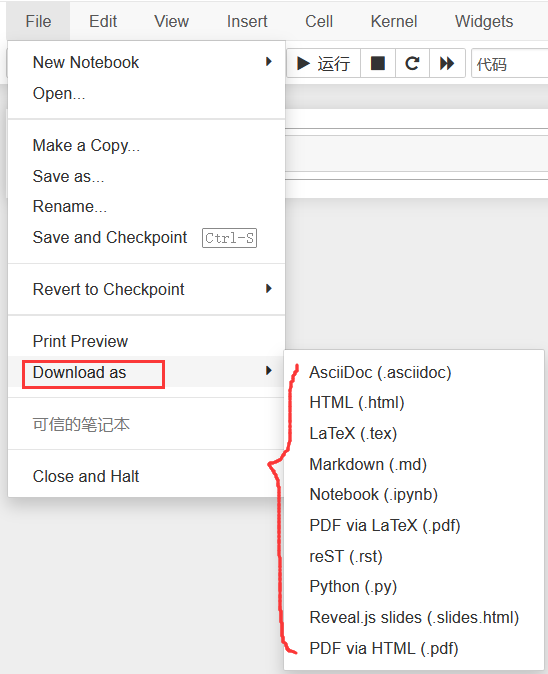 File Edit View Insert Cell Kernel Widgets
New Notebook
运行
代码
Open...
Make a Copy...
Save as...
Rename...
Save and Checkpoint Ctrl-S
Revert to Checkpoint
Print Preview
Download as
可信的笔记本
Close and Halt
AsciiDoc (.asciidoc)
HTML (.html)
LaTeX (.tex)
Markdown (.md)
Notebook (.ipynb)
PDF via LaTeX (.pdf)
reST (.rst)
Python (.py)
Reveal.js slides (.slides.html)
PDF via HTML (.pdf)